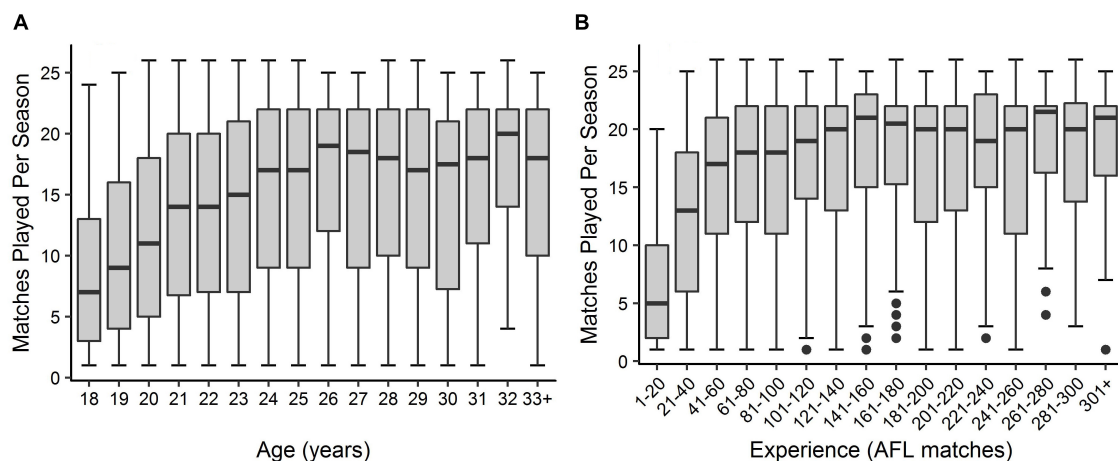 A
Matches Played Per Season
25
20
15
10
5
0
18 19 20 21 22 23 24 25 26 27 28 29 30 31 32 33+
Age (years)
B
Matches Played Per Season
25
20
15
10
5
0
1-20 21-40 41-60 61-80 81-100 101-120 121-140 141-160 161-180 181-200 201-220 221-240 241-260 261-280 281-300 301+
Experience (AFL matches)